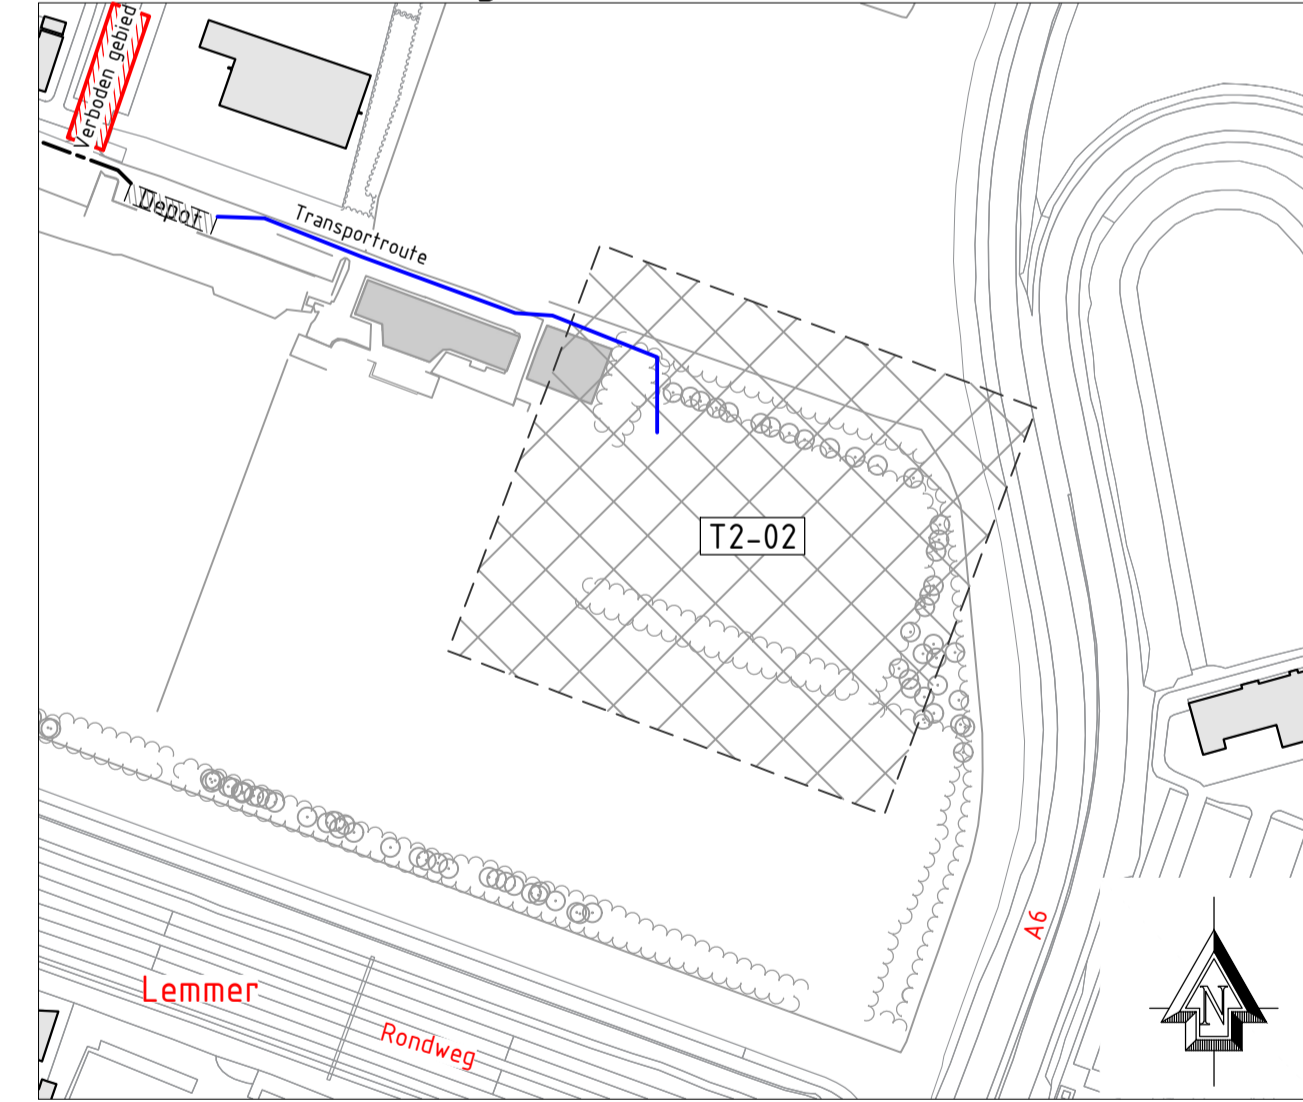 Verboden gebied
Depot
Transportroute
T2-02
A6
Lemmer
Rondweg
N